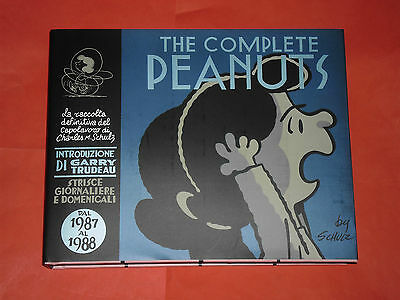 THE COMPLETE
PEANUTS
La raccolta
definitiva del
Capolavoro di
Charles M. Schulz
INTRODUZIONE
DI GARRY
TRUDEAU
STRISCE
GIORNALIERE
E DOMENICALI
DAL
1987
AL
1988
by
SCHULZ